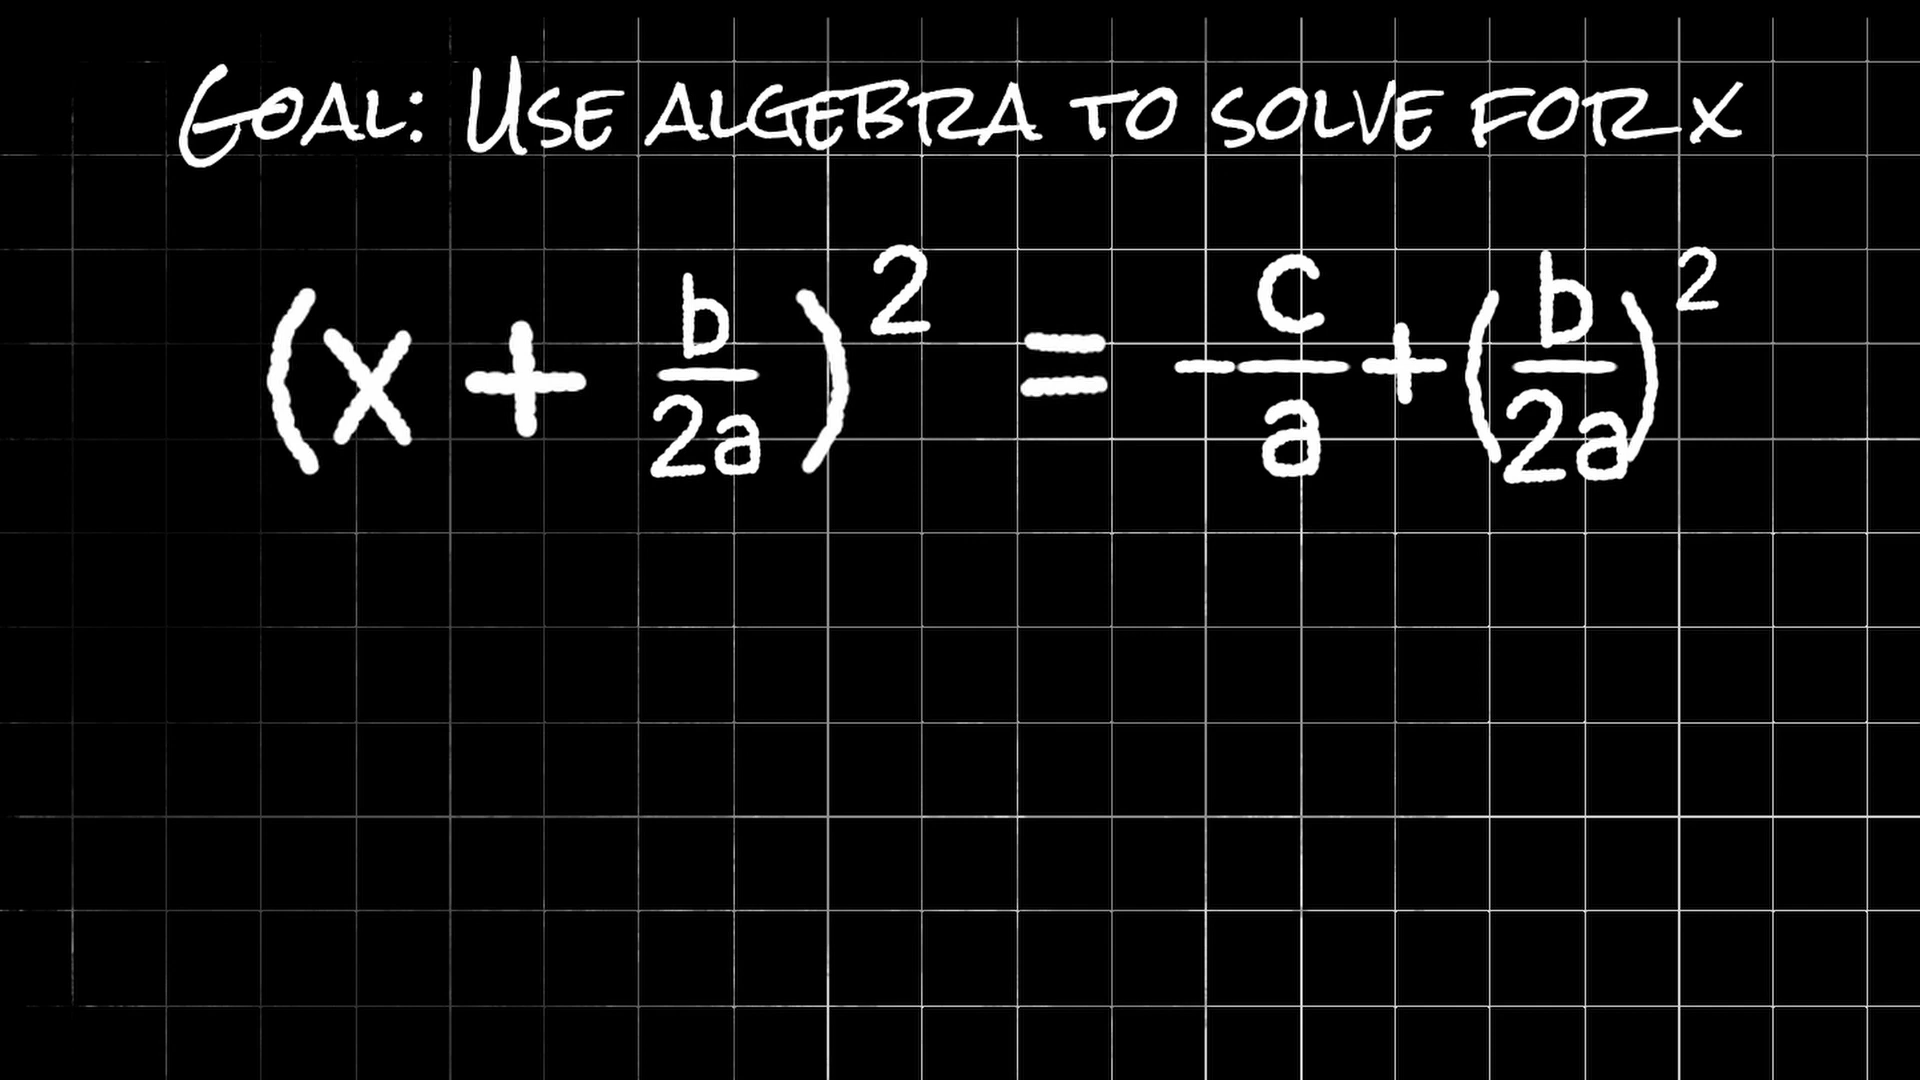 Goal: Use algebra to solve for x
(x + b/2a)² = -c/a + (b/2a)²